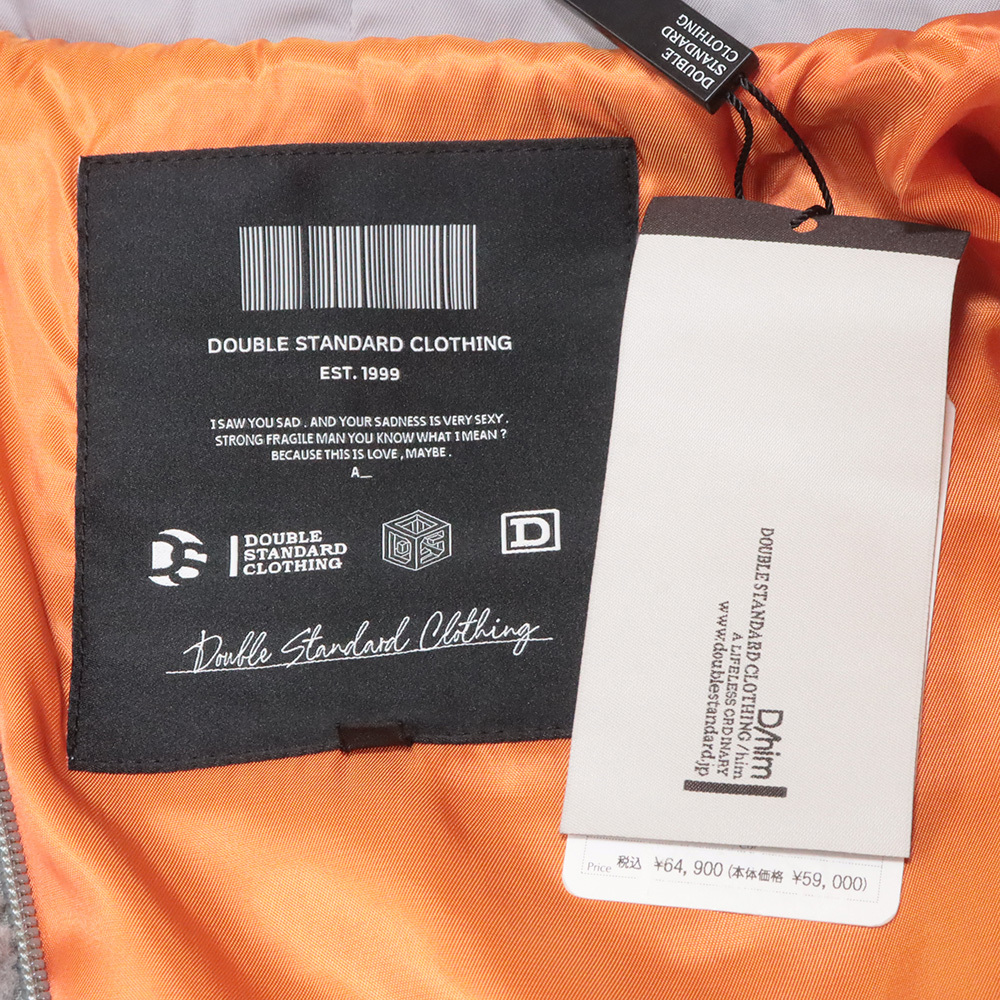 DOUBLE
STANDARD
CLOTHING
DOUBLE STANDARD CLOTHING
EST. 1999
I SAW YOU SAD . AND YOUR SADNESS IS VERY SEXY .
STRONG FRAGILE MAN YOU KNOW WHAT I MEAN ?
BECAUSE THIS IS LOVE , MAYBE .
A_
DS
DOUBLE
STANDARD
CLOTHING
D
Double Standard Clothing
D/him
DOUBLE STANDARD CLOTHING / him
A LIFELESS ORDINARY
www.doublestandard.jp
Price 税込 ¥64,900 (本体価格 ¥59,000)